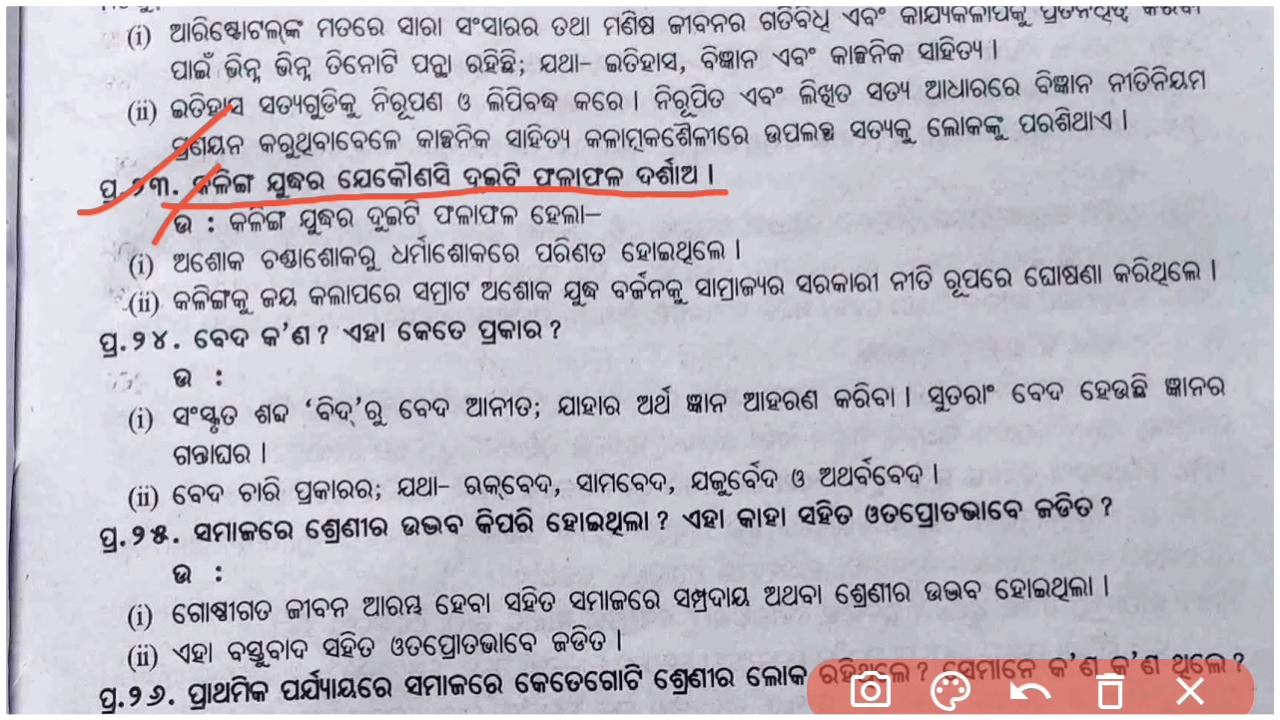 (i) ଆରିଷ୍ଟୋଟଲ୍‌ଙ୍କ ମତରେ ସାରା ସଂସାରର ତଥା ମଣିଷ ଜୀବନର ଗତିବିଧି ଏବଂ କାର୍ଯ୍ୟକଳାପକୁ
ପାଇଁ ଭିନ୍ନ ଭିନ୍ନ ତିନୋଟି ପନ୍ଥା ରହିଛି; ଯଥା– ଇତିହାସ, ବିଜ୍ଞାନ ଏବଂ କାଳ୍ପନିକ ସାହିତ୍ୟ।
(ii) ଇତିହାସ ସତ୍ୟଗୁଡିକୁ ନିରୂପଣ ଓ ଲିପିବଦ୍ଧ କରେ। ନିରୂପିତ ଏବଂ ଲିଖିତ ସତ୍ୟ ଆଧାରରେ ବିଜ୍ଞାନ ନୀତିନିୟମ
ପ୍ରଣୟନ କରୁଥିବାବେଳେ କାଳ୍ପନିକ ସାହିତ୍ୟ କଳାତ୍ମକଶୈଳୀରେ ଉପଲବ୍ଧ ସତ୍ୟକୁ ଲୋକଙ୍କୁ ପରଶିଥାଏ।
ପ୍ର.୨୩. କଳିଙ୍ଗ ଯୁଦ୍ଧର ଯେକୌଣସି ଦୁଇଟି ଫଳାଫଳ ଦର୍ଶାଅ।
ଉ : କଳିଙ୍ଗ ଯୁଦ୍ଧର ଦୁଇଟି ଫଳାଫଳ ହେଲା–
(i) ଅଶୋକ ଚଣ୍ଡାଶୋକରୁ ଧର୍ମାଶୋକରେ ପରିଣତ ହୋଇଥିଲେ।
(ii) କଳିଙ୍ଗକୁ ଜୟ କଲାପରେ ସମ୍ରାଟ ଅଶୋକ ଯୁଦ୍ଧ ବର୍ଜନକୁ ସାମ୍ରାଜ୍ୟର ସରକାରୀ ନୀତି ରୂପରେ ଘୋଷଣା କରିଥିଲେ।
ପ୍ର.୨୪. ବେଦ କ'ଣ? ଏହା କେତେ ପ୍ରକାର?
ଉ :
(i) ସଂସ୍କୃତ ଶବ୍ଦ ‘ବିଦ୍’ରୁ ବେଦ ଆନୀତ; ଯାହାର ଅର୍ଥ ଜ୍ଞାନ ଆହରଣ କରିବା। ସୁତରାଂ ବେଦ ହେଉଛି ଜ୍ଞାନର
ଗନ୍ତାଘର।
(ii) ବେଦ ଚାରି ପ୍ରକାରର; ଯଥା– ଋକ୍‌ବେଦ, ସାମବେଦ, ଯଜୁର୍ବେଦ ଓ ଅଥର୍ବବେଦ।
ପ୍ର.୨୫. ସମାଜରେ ଶ୍ରେଣୀର ଉଦ୍ଭବ କିପରି ହୋଇଥିଲା? ଏହା କାହା ସହିତ ଓତପ୍ରୋତଭାବେ ଜଡିତ?
ଉ :
(i) ଗୋଷ୍ଠୀଗତ ଜୀବନ ଆରମ୍ଭ ହେବା ସହିତ ସମାଜରେ ସମ୍ପ୍ରଦାୟ ଅଥବା ଶ୍ରେଣୀର ଉଦ୍ଭବ ହୋଇଥିଲା।
(ii) ଏହା ବସ୍ତୁବାଦ ସହିତ ଓତପ୍ରୋତଭାବେ ଜଡିତ।
ପ୍ର.୨୬. ପ୍ରାଥମିକ ପର୍ଯ୍ୟାୟରେ ସମାଜରେ କେତେଗୋଟି ଶ୍ରେଣୀର ଲୋକ ରହିଥିଲେ? ସେମାନେ କ'ଣ କ'ଣ ଥିଲେ?